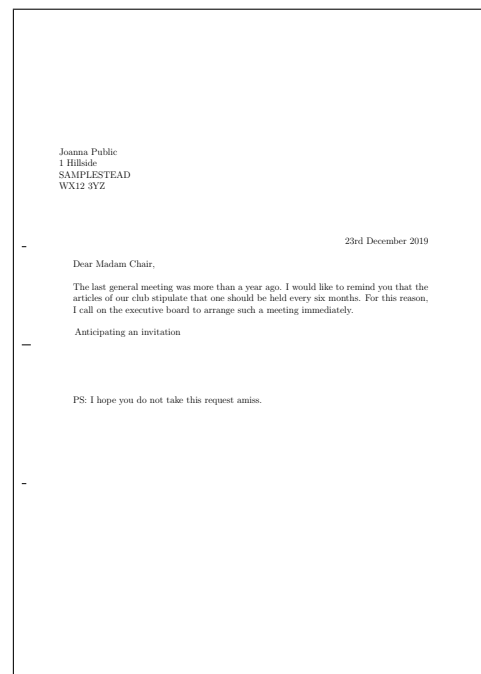 Joanna Public
1 Hillside
SAMPLESTEAD
WX12 3YZ
23rd December 2019
Dear Madam Chair,
The last general meeting was more than a year ago. I would like to remind you that the
articles of our club stipulate that one should be held every six months. For this reason,
I call on the executive board to arrange such a meeting immediately.
Anticipating an invitation
PS: I hope you do not take this request amiss.